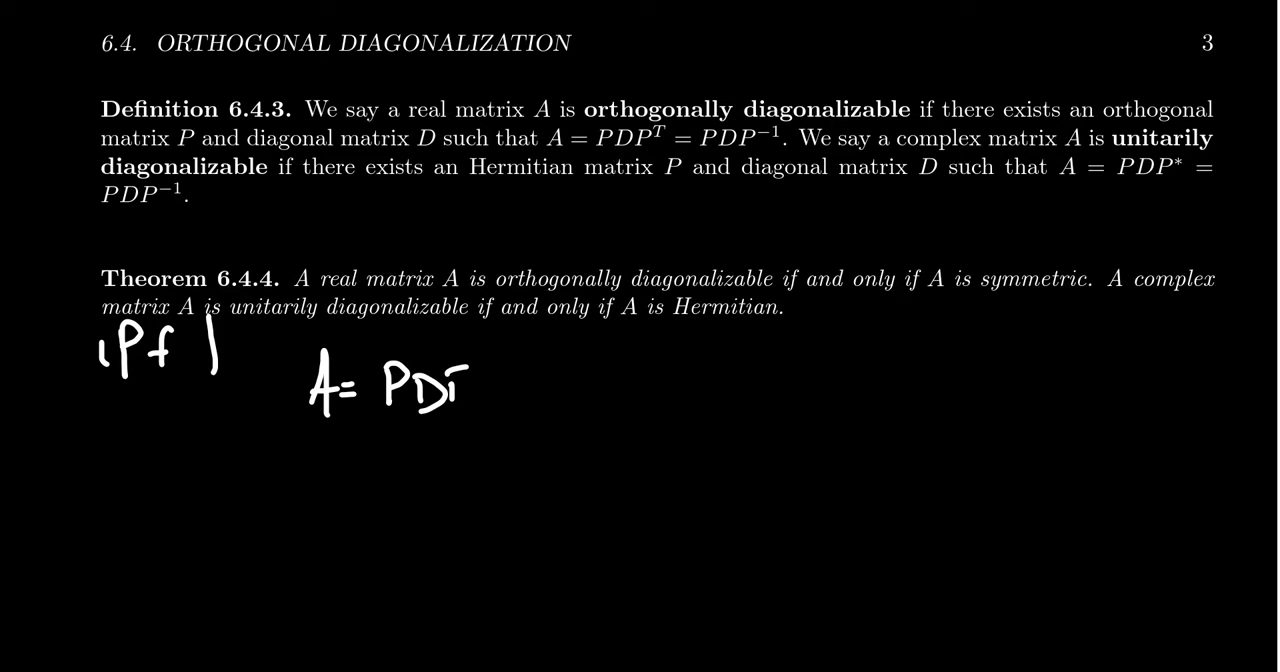 6.4. ORTHOGONAL DIAGONALIZATION 3
Definition 6.4.3. We say a real matrix A is orthogonally diagonalizable if there exists an orthogonal
matrix P and diagonal matrix D such that A = PDPᵀ = PDP⁻¹. We say a complex matrix A is unitarily
diagonalizable if there exists an Hermitian matrix P and diagonal matrix D such that A = PDP* =
PDP⁻¹.
Theorem 6.4.4. A real matrix A is orthogonally diagonalizable if and only if A is symmetric. A complex
matrix A is unitarily diagonalizable if and only if A is Hermitian.
(Pf)
A= PD